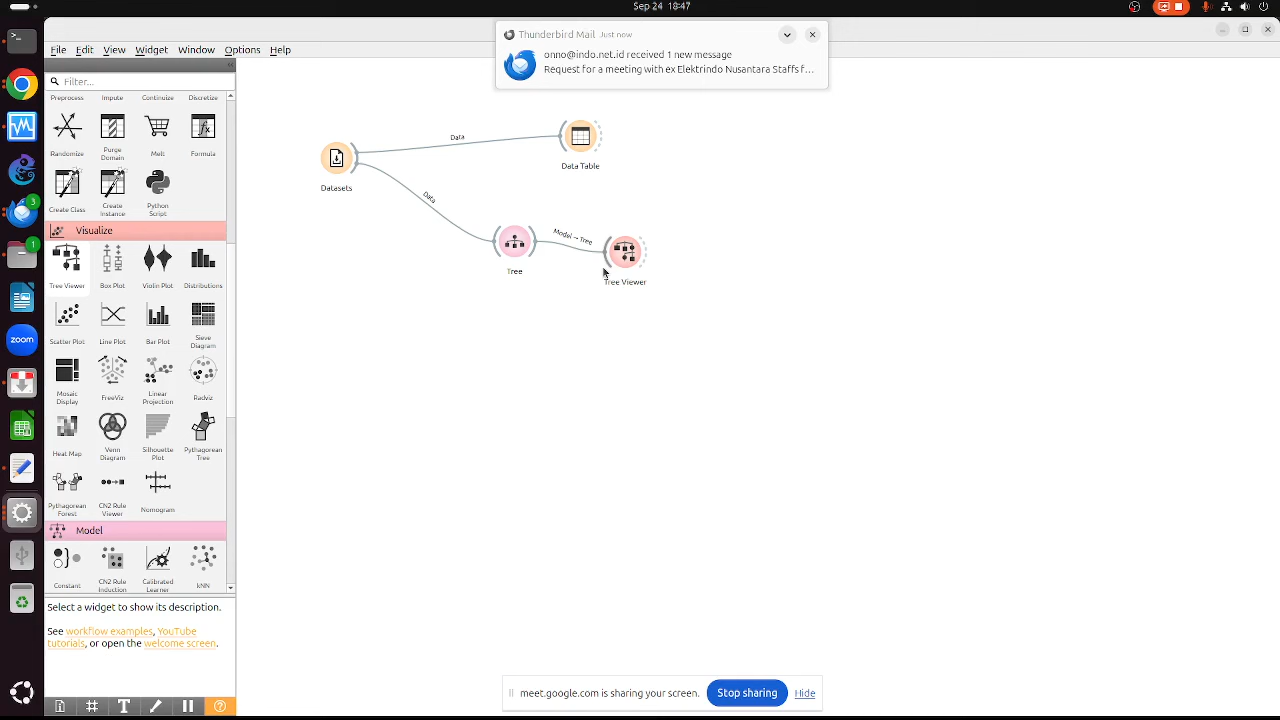 Sep 24 18:47
File Edit View Widget Window Options Help
Thunderbird Mail Just now
onno@indo.net.id received 1 new message
Request for a meeting with ex Elektrindo Nusantara Staffs f...
Filter...
Preprocess Impute Continuize Discretize
Randomize Purge Domain Melt Formula
Create Class Create Instance Python Script
Visualize
Tree Viewer Box Plot Violin Plot Distributions
Scatter Plot Line Plot Bar Plot Sieve Diagram
Mosaic Display FreeViz Linear Projection Radviz
Heat Map Venn Diagram Silhouette Plot Pythagorean Tree
Pythagorean Forest CN2 Rule Viewer Nomogram
Model
Constant CN2 Rule Induction Calibrated Learner kNN
Select a widget to show its description.
See workflow examples, YouTube
tutorials, or open the welcome screen.
Datasets
Data
Data Table
Data
Tree
Model → Tree
Tree Viewer
3
1
zoom
meet.google.com is sharing your screen. Stop sharing Hide